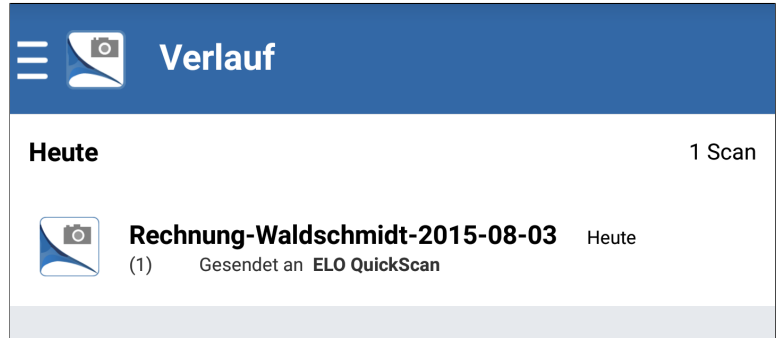 Verlauf
Heute 1 Scan
Rechnung-Waldschmidt-2015-08-03 Heute
(1) Gesendet an ELO QuickScan